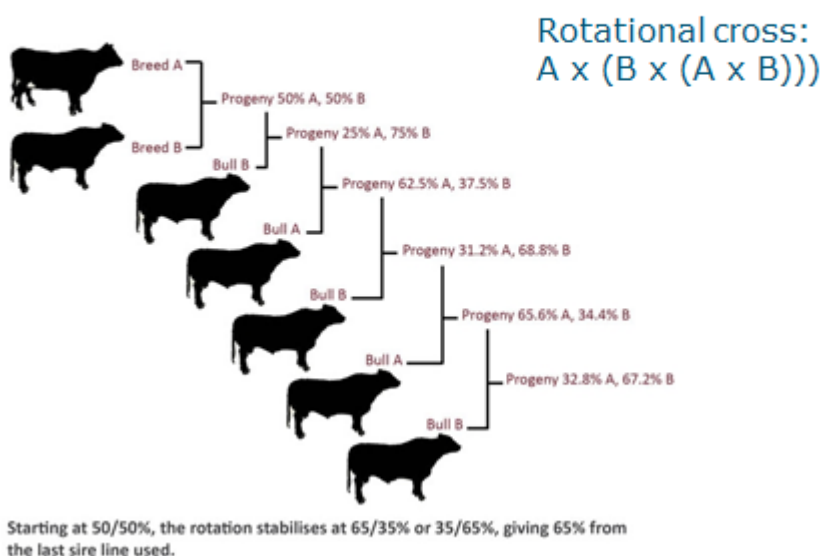 Rotational cross:
A x (B x (A x B)))
Breed A
Progeny 50% A, 50% B
Progeny 25% A, 75% B
Breed B
Bull B
Progeny 62.5% A, 37.5% B
Bull A
Progeny 31.2% A, 68.8% B
Bull B
Progeny 65.6% A, 34.4% B
Bull A
Progeny 32.8% A, 67.2% B
Bull B
Starting at 50/50%, the rotation stabilises at 65/35% or 35/65%, giving 65% from
the last sire line used.